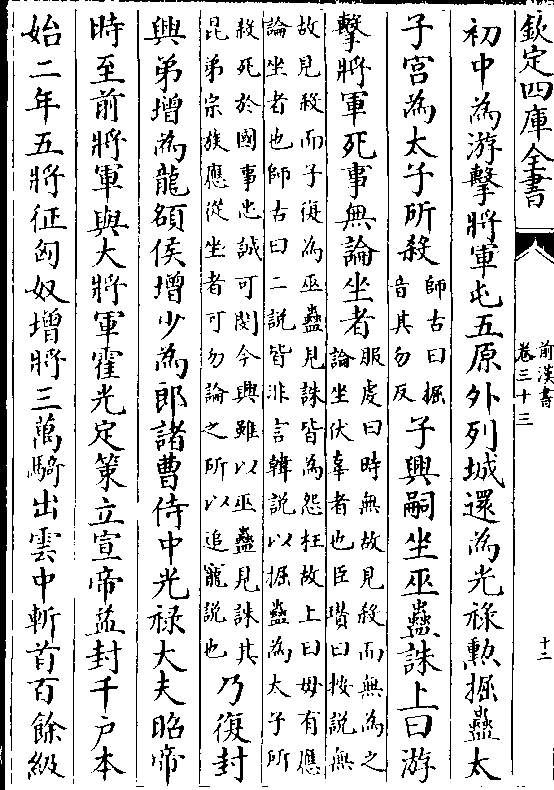 欽定四庫全書
前漢書
卷三十三
十二
初中為游擊將軍屯五原外列城還為光祿勲掘蠱太
子宮為太子所殺
師古曰掘
音其勿反
子興嗣坐巫蠱誅上曰游
擊將軍死事無論坐者
服虔曰時無故見殺而無為之
論坐伏辜者也臣瓚曰按説無
故見殺而子復為巫蠱見誅皆為怨枉故上曰毋有應
論坐者也師古曰二説皆非言韓説以掘蠱為太子所
殺死於國事忠誠可閔今興雖以巫蠱見誅其
昆弟宗族應從坐者可勿論之所以追寵説也
乃復封
興弟增為龍頟侯增少為郎諸曹侍中光祿大夫昭帝
時至前將軍與大將軍霍光定策立宣帝益封千户本
始二年五將征匈奴增將三萬騎出雲中斬首百餘級